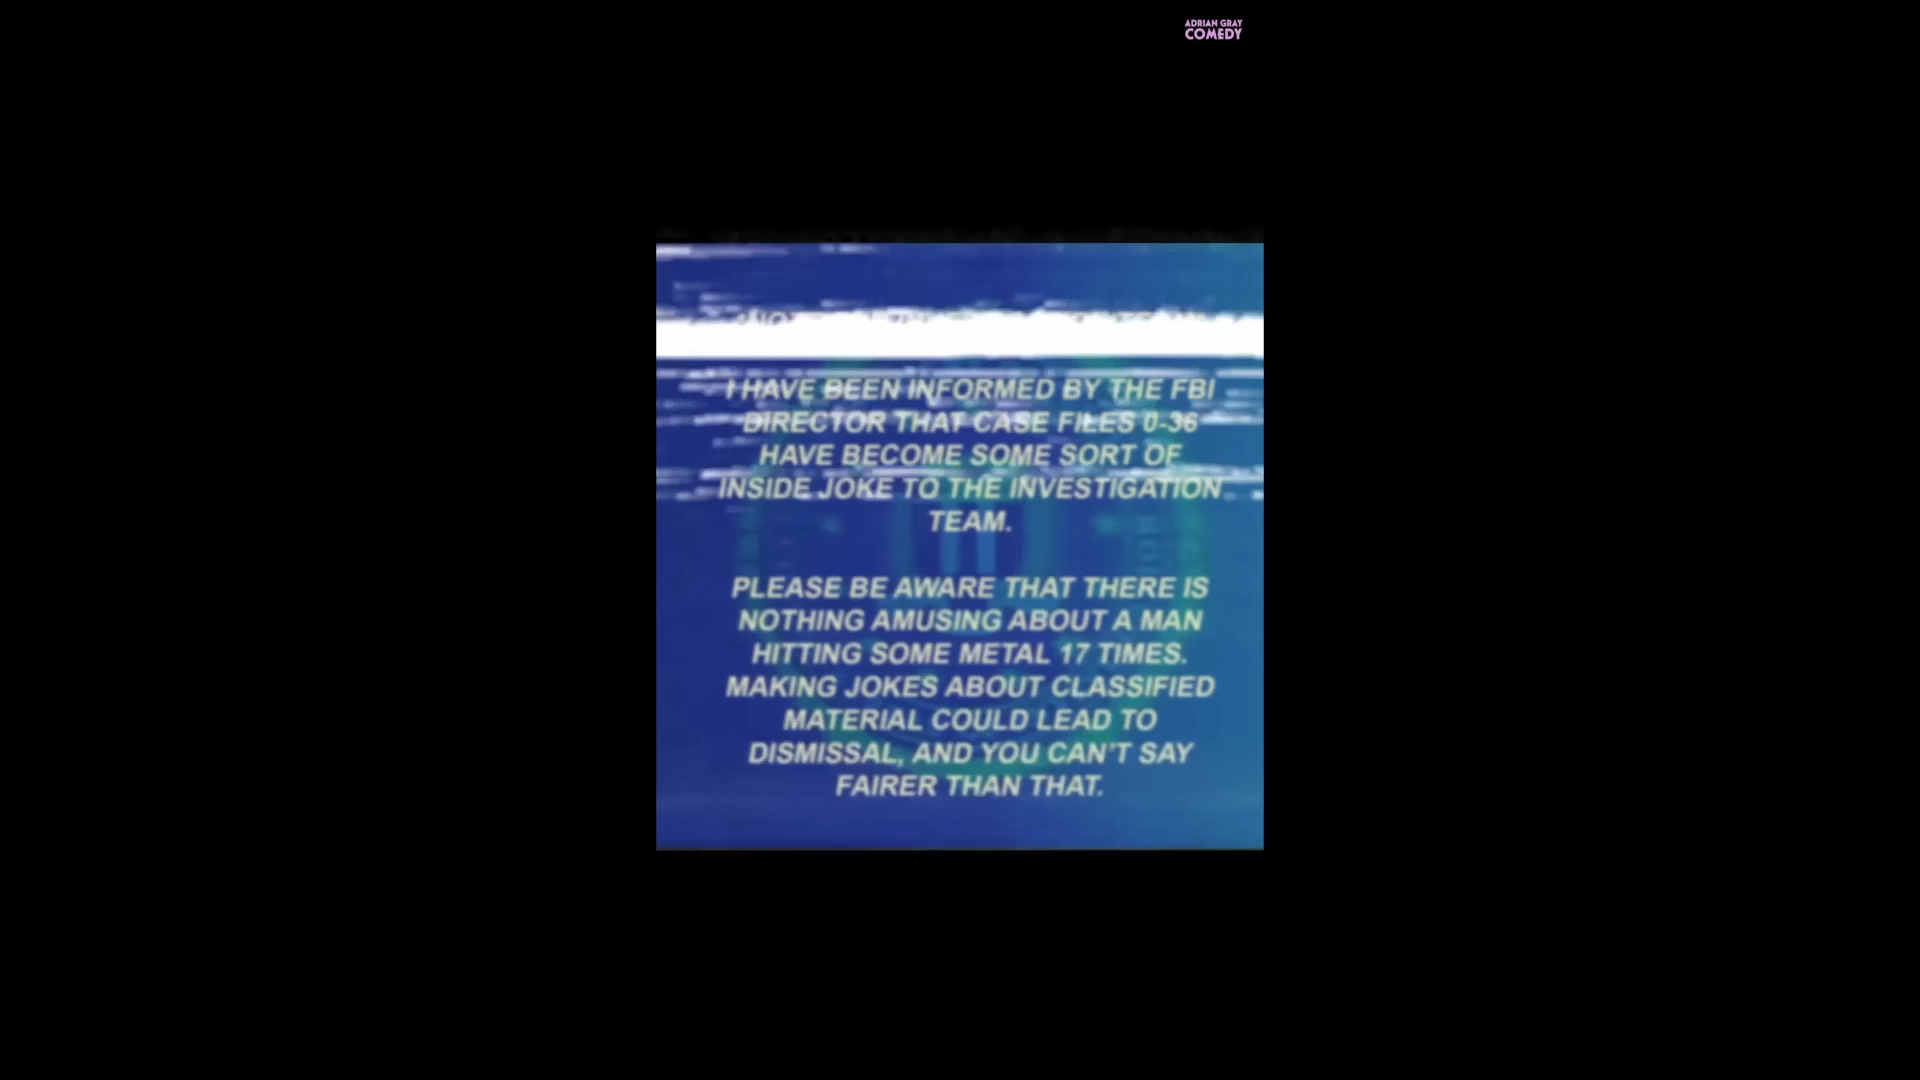 ADRIAN GRAY
COMEDY
I HAVE BEEN INFORMED BY THE FBI
DIRECTOR THAT CASE FILES 0-36
HAVE BECOME SOME SORT OF
INSIDE JOKE TO THE INVESTIGATION
TEAM.
PLEASE BE AWARE THAT THERE IS
NOTHING AMUSING ABOUT A MAN
HITTING SOME METAL 17 TIMES.
MAKING JOKES ABOUT CLASSIFIED
MATERIAL COULD LEAD TO
DISMISSAL, AND YOU CAN'T SAY
FAIRER THAN THAT.